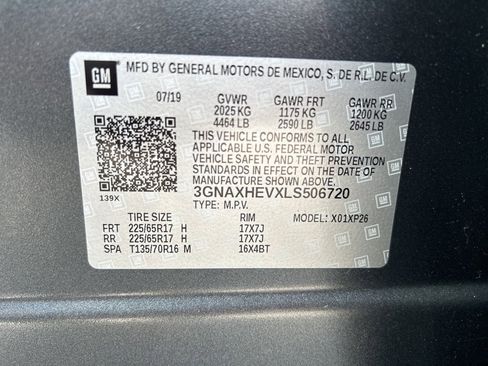 GM MFD BY GENERAL MOTORS DE MEXICO, S. DE R.L. DE C.V.
07/19 GVWR GAWR FRT GAWR RR
2025 KG 1175 KG 1200 KG
4464 LB 2590 LB 2645 LB
THIS VEHICLE CONFORMS TO ALL
APPLICABLE U.S. FEDERAL MOTOR
VEHICLE SAFETY AND THEFT PREVENTION
STANDARDS IN EFFECT ON THE DATE OF
MANUFACTURE SHOWN ABOVE.
139X 3GNAXHEVXLS506720
TYPE: M.P.V.
TIRE SIZE RIM MODEL: X01XP26
FRT 225/65R17 H 17X7J
RR 225/65R17 H 17X7J
SPA T135/70R16 M 16X4BT